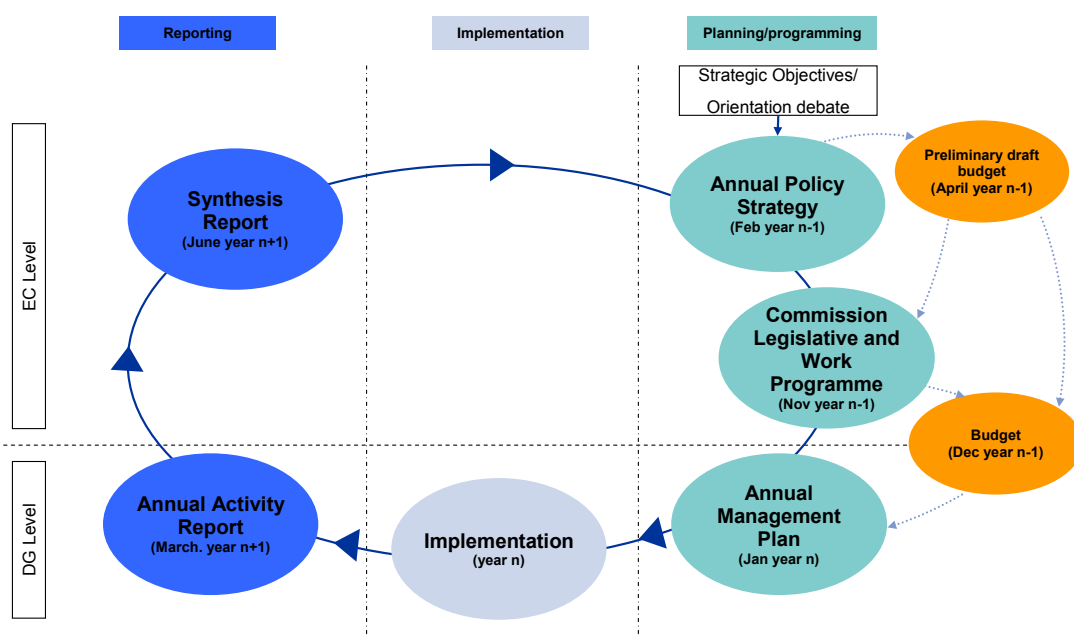 Reporting
Implementation
Planning/programming
Strategic Objectives/
Orientation debate
EC Level
Synthesis
Report
(June year n+1)
Annual Policy
Strategy
(Feb year n-1)
Preliminary draft
budget
(April year n-1)
Commission
Legislative and
Work
Programme
(Nov year n-1)
Budget
(Dec year n-1)
DG Level
Annual Activity
Report
(March. year n+1)
Implementation
(year n)
Annual
Management
Plan
(Jan year n)